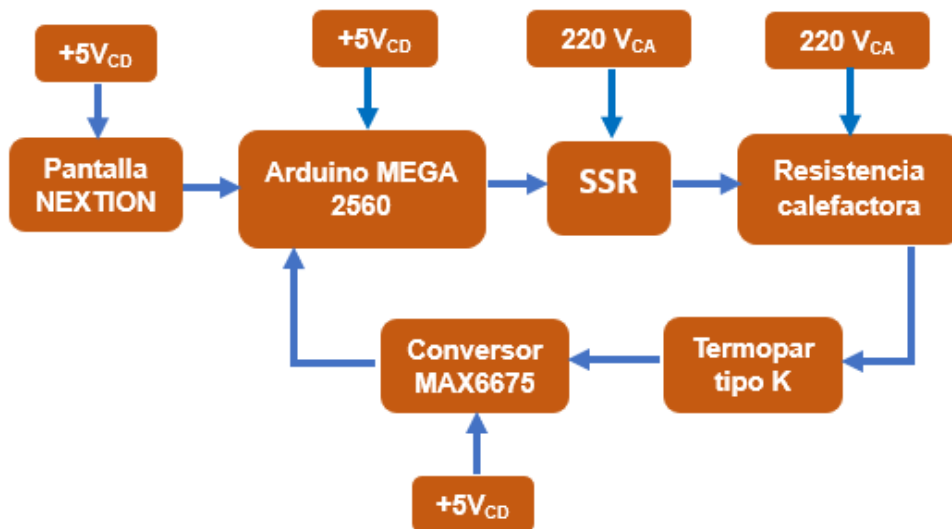 +5VCD
+5VCD
220 VCA
220 VCA
Pantalla
NEXTION
Arduino MEGA
2560
SSR
Resistencia
calefactora
Conversor
MAX6675
Termopar
tipo K
+5VCD